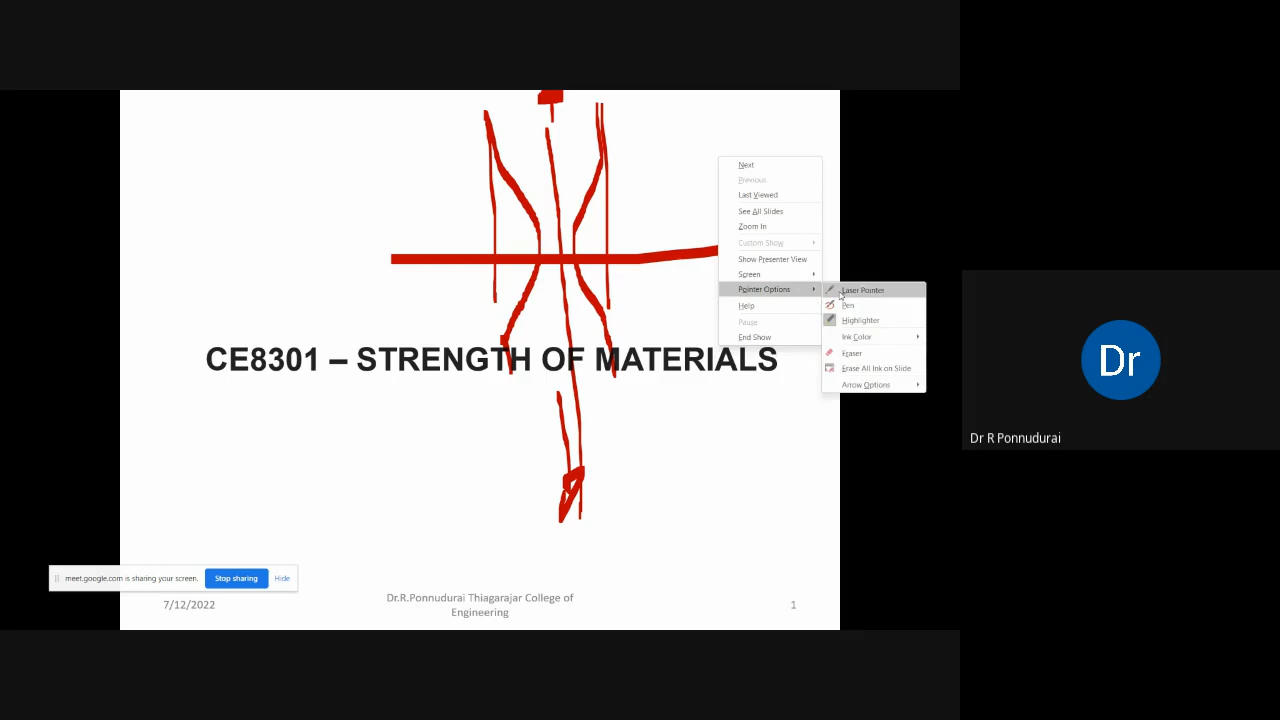 Next
Previous
Last Viewed
See All Slides
Zoom In
Custom Show
Show Presenter View
Screen
Pointer Options
Help
Pause
End Show
Laser Pointer
Pen
Highlighter
Ink Color
Eraser
Erase All Ink on Slide
Arrow Options
CE8301 – STRENGTH OF MATERIALS
Dr
Dr R Ponnudurai
meet.google.com is sharing your screen.
Stop sharing
Hide
7/12/2022
Dr.R.Ponnudurai Thiagarajar College of
Engineering
1